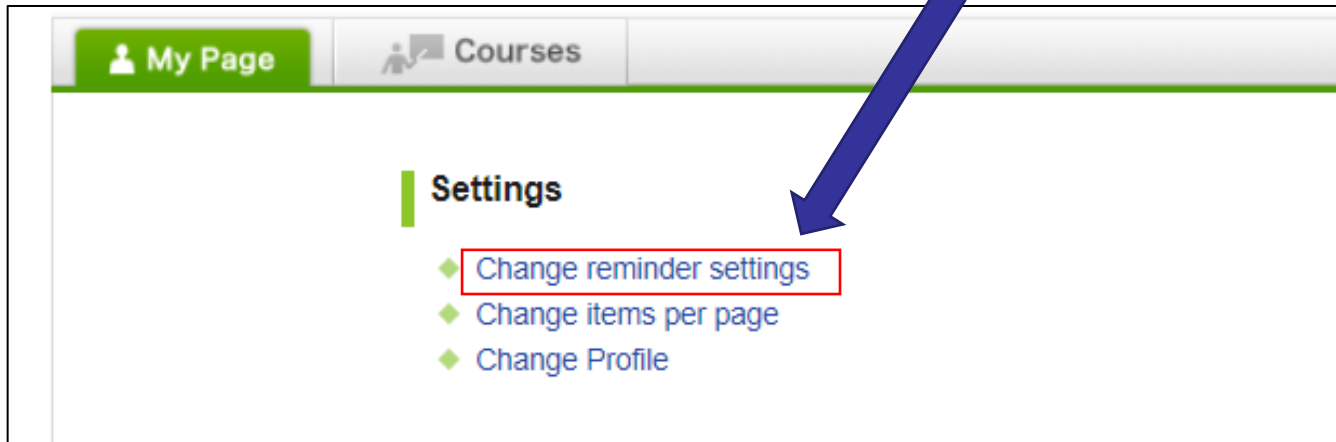 My Page
Courses
Settings
Change reminder settings
Change items per page
Change Profile